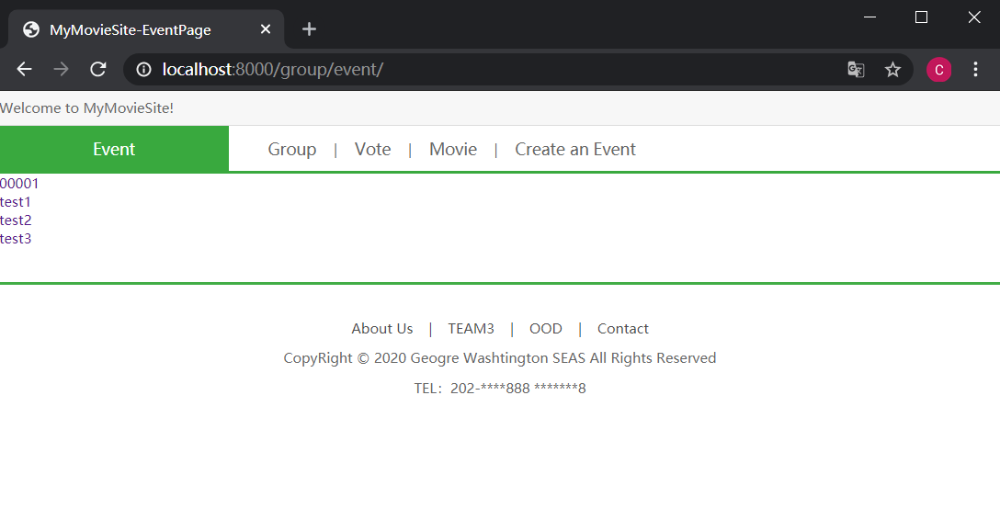 MyMovieSite-EventPage
localhost:8000/group/event/
C
Welcome to MyMovieSite!
Event Group | Vote | Movie | Create an Event
00001
test1
test2
test3
About Us | TEAM3 | OOD | Contact
CopyRight © 2020 Geogre Washtington SEAS All Rights Reserved
TEL：202-****888 *******8